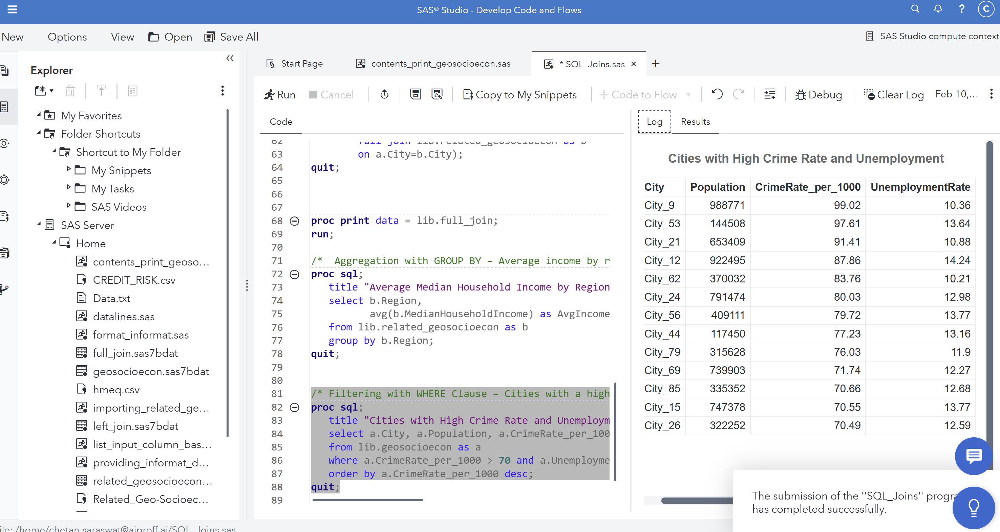 SAS® Studio - Develop Code and Flows
C
New Options View Open Save All SAS Studio compute context
Explorer
My Favorites
Folder Shortcuts
Shortcut to My Folder
My Snippets
My Tasks
SAS Videos
SAS Server
Home
contents_print_geoso...
CREDIT_RISK.csv
Data.txt
datalines.sas
format_informat.sas
full_join.sas7bdat
geosocioecon.sas7bdat
hmeq.csv
importing_related_ge...
left_join.sas7bdat
list_input_column_bas...
providing_informat_d...
related_geosocioecon...
Related_Geo-Socioec...
Start Page contents_print_geosocioecon.sas * SQL_Joins.sas × +
Run Cancel Copy to My Snippets Code to Flow Debug Clear Log Feb 10,...
Code
62 full join lib.related_geosocioecon as b
63 on a.City=b.City);
64 quit;
65
66
67
68 proc print data = lib.full_join;
69 run;
70
71 /* Aggregation with GROUP BY – Average income by r
72 proc sql;
73 title "Average Median Household Income by Region
74 select b.Region,
75 avg(b.MedianHouseholdIncome) as AvgIncome
76 from lib.related_geosocioecon as b
77 group by b.Region;
78 quit;
79
80
81 /* Filtering with WHERE Clause – Cities with a high
82 proc sql;
83 title "Cities with High Crime Rate and Unemploym
84 select a.City, a.Population, a.CrimeRate_per_100
85 from lib.geosocioecon as a
86 where a.CrimeRate_per_1000 > 70 and a.Unemployme
87 order by a.CrimeRate_per_1000 desc;
88 quit;
89
Log Results
Cities with High Crime Rate and Unemployment
City Population CrimeRate_per_1000 UnemploymentRate
City_9 988771 99.02 10.36
City_53 144508 97.61 13.64
City_21 653409 91.41 10.88
City_12 922495 87.86 14.24
City_62 370032 83.76 10.21
City_24 791474 80.03 12.98
City_56 409111 79.72 13.77
City_44 117450 77.23 13.16
City_79 315628 76.03 11.9
City_69 739903 71.74 12.27
City_85 335352 70.66 12.68
City_15 747378 70.55 13.77
City_26 322252 70.49 12.59
The submission of the "SQL_Joins" progra
has completed successfully.
ile: /home/chetan.saraswat@aiproff.ai/SQL_Joins.sas